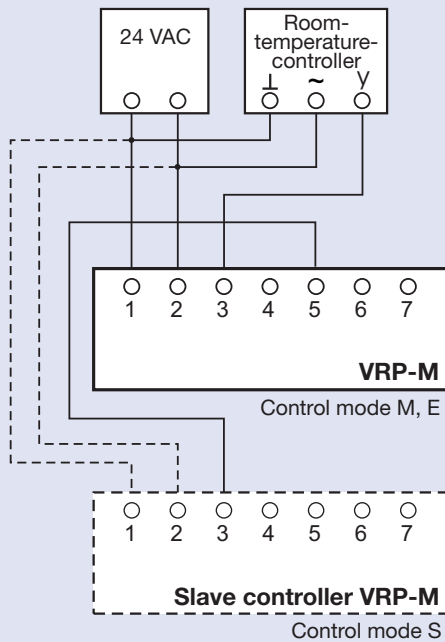 24 VAC
Room-
temperature-
controller
⊥ ~ y
1 2 3 4 5 6 7
VRP-M
Control mode M, E
1 2 3 4 5 6 7
Slave controller VRP-M
Control mode S